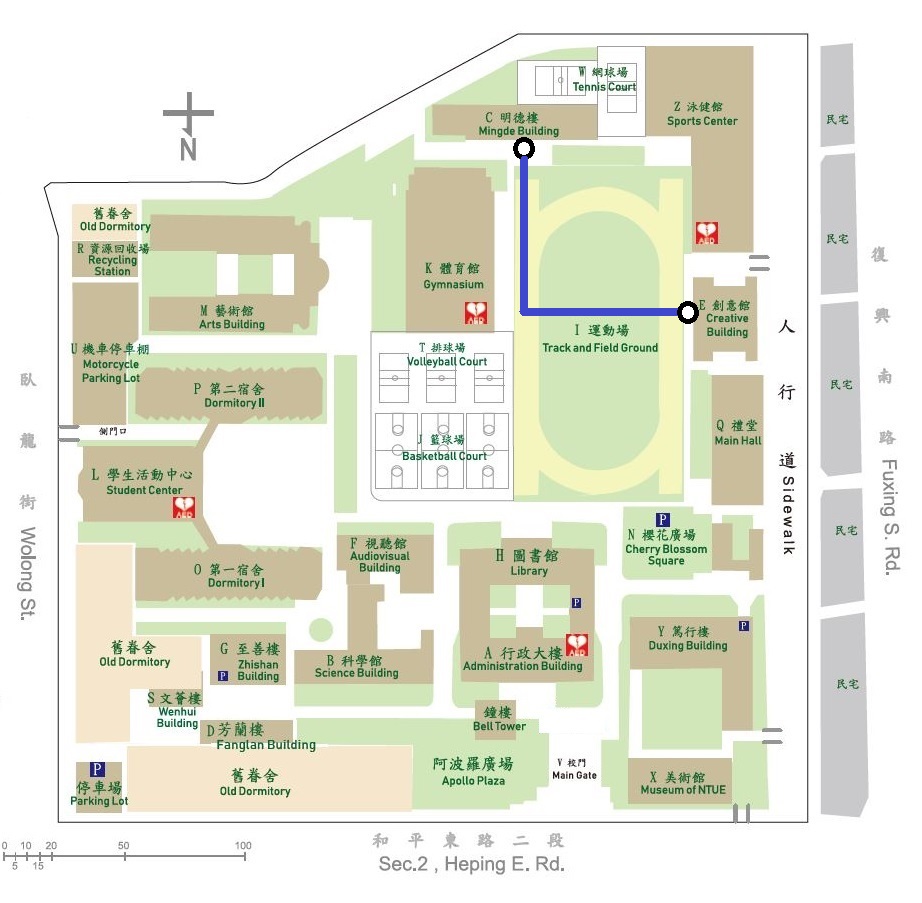 W 網球場
Tennis Court
C 明德樓
Mingde Building
Z 泳健館
Sports Center
民宅
N
舊眷舍
Old Dormitory
R 資源回收場
Recycling
Station
K 體育館
Gymnasium
AED
AED
民宅
復興南路 Fuxing S. Rd.
M 藝術館
Arts Building
E 創意館
Creative
Building
I 運動場
Track and Field Ground
人行道 Sidewalk
U 機車停車棚
Motorcycle
Parking Lot
T 排球場
Volleyball Court
P 第二宿舍
Dormitory II
民宅
臥龍街 Wolong St.
側門口
J 籃球場
Basketball Court
Q 禮堂
Main Hall
L 學生活動中心
Student Center
AED
P
N 櫻花廣場
Cherry Blossom
Square
民宅
F 視聽館
Audiovisual
Building
H 圖書館
Library
O 第一宿舍
Dormitory I
P
舊眷舍
Old Dormitory
G 至善樓
Zhishan
Building
P
B 科學館
Science Building
A 行政大樓
Administration Building
AED
Y 篤行樓
Duxing Building
P
民宅
S 文薈樓
Wenhui
Building
鐘樓
Bell Tower
D 芳蘭樓
Fanglan Building
P
停車場
Parking Lot
舊眷舍
Old Dormitory
阿波羅廣場
Apollo Plaza
V 校門
Main Gate
X 美術館
Museum of NTUE
0 10 20 50 100
5 15
和平東路二段
Sec.2 , Heping E. Rd.